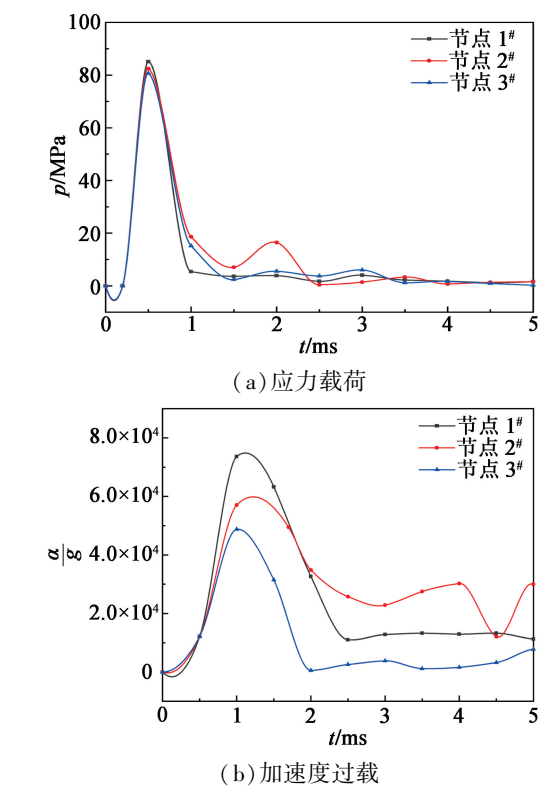 100
80
60
40
20
0
p/MPa
节点 1#
节点 2#
节点 3#
0 1 2 3 4 5
t/ms
(a)应力载荷
8.0×10⁴
6.0×10⁴
4.0×10⁴
2.0×10⁴
0
a/g
节点 1#
节点 2#
节点 3#
0 1 2 3 4 5
t/ms
(b)加速度过载